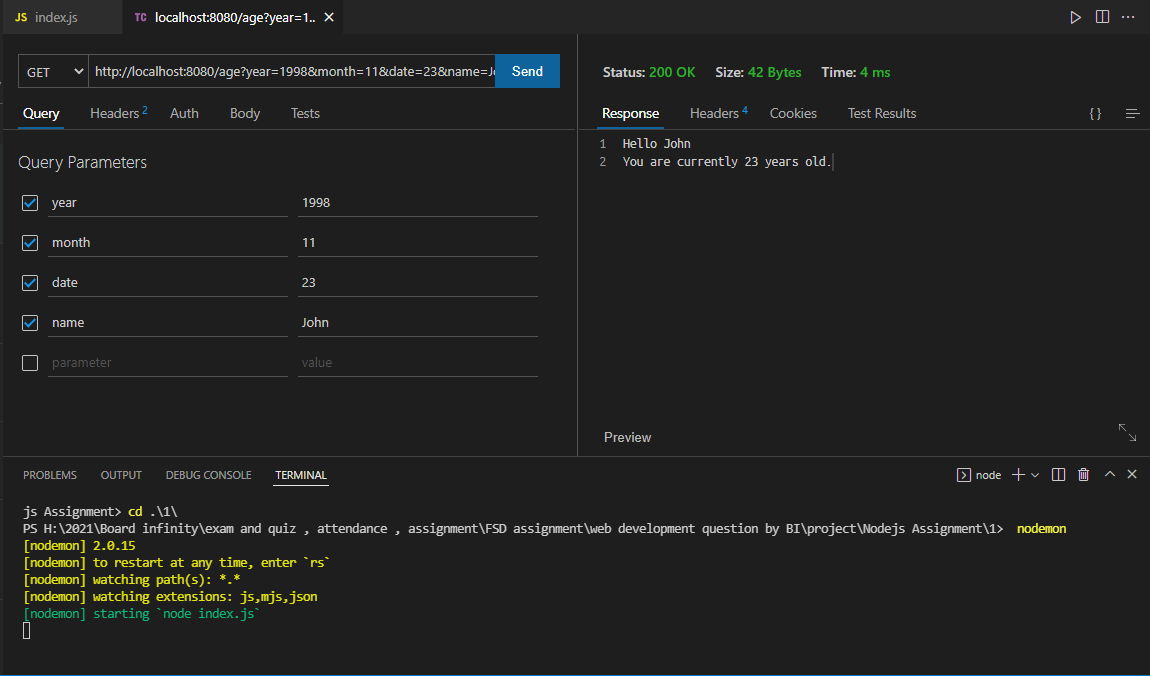 JS index.js
TC localhost:8080/age?year=1..
GET http://localhost:8080/age?year=1998&month=11&date=23&name=Jo Send
Query Headers 2 Auth Body Tests
Query Parameters
year 1998
month 11
date 23
name John
parameter value
Status: 200 OK Size: 42 Bytes Time: 4 ms
Response Headers 4 Cookies Test Results { }
1 Hello John
2 You are currently 23 years old.
Preview
PROBLEMS OUTPUT DEBUG CONSOLE TERMINAL node
js Assignment> cd .\1\
PS H:\2021\Board infinity\exam and quiz , attendance , assignment\FSD assignment\web development question by BI\project\Nodejs Assignment\1> nodemon
[nodemon] 2.0.15
[nodemon] to restart at any time, enter `rs`
[nodemon] watching path(s): *.*
[nodemon] watching extensions: js,mjs,json
[nodemon] starting `node index.js`